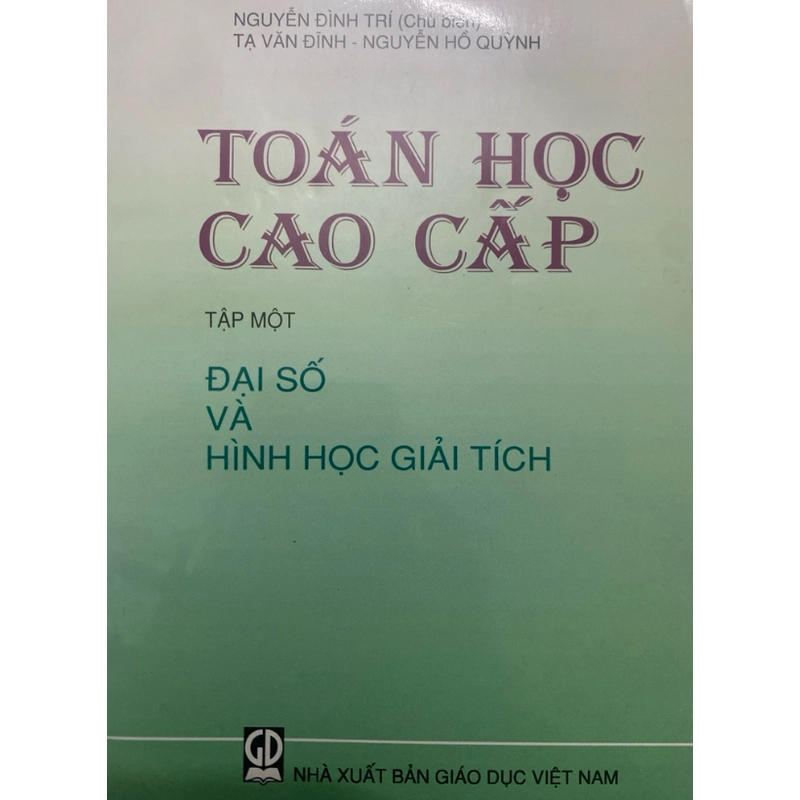 NGUYỄN ĐÌNH TRÍ (Chủ biên)
TẠ VĂN ĐĨNH - NGUYỄN HỒ QUỲNH
TOÁN HỌC
CAO CẤP
TẬP MỘT
ĐẠI SỐ
VÀ
HÌNH HỌC GIẢI TÍCH
GD
NHÀ XUẤT BẢN GIÁO DỤC VIỆT NAM